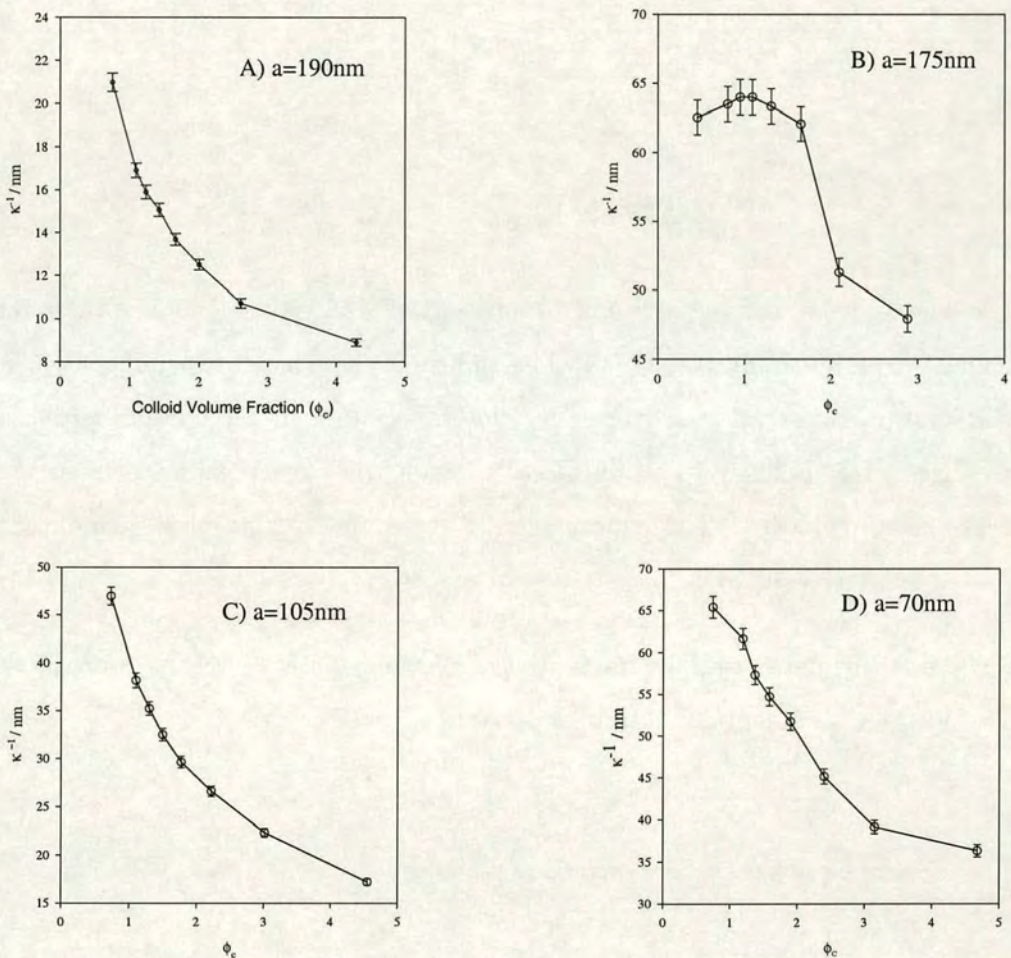 A) a=190nm
κ⁻¹ / nm
24
22
20
18
16
14
12
10
8
0 1 2 3 4 5
Colloid Volume Fraction (ϕc)
B) a=175nm
κ⁻¹ / nm
70
65
60
55
50
45
0 1 2 3 4
ϕc
C) a=105nm
κ⁻¹ / nm
50
45
40
35
30
25
20
15
0 1 2 3 4 5
ϕc
D) a=70nm
κ⁻¹ / nm
70
65
60
55
50
45
40
35
30
0 1 2 3 4 5
ϕc